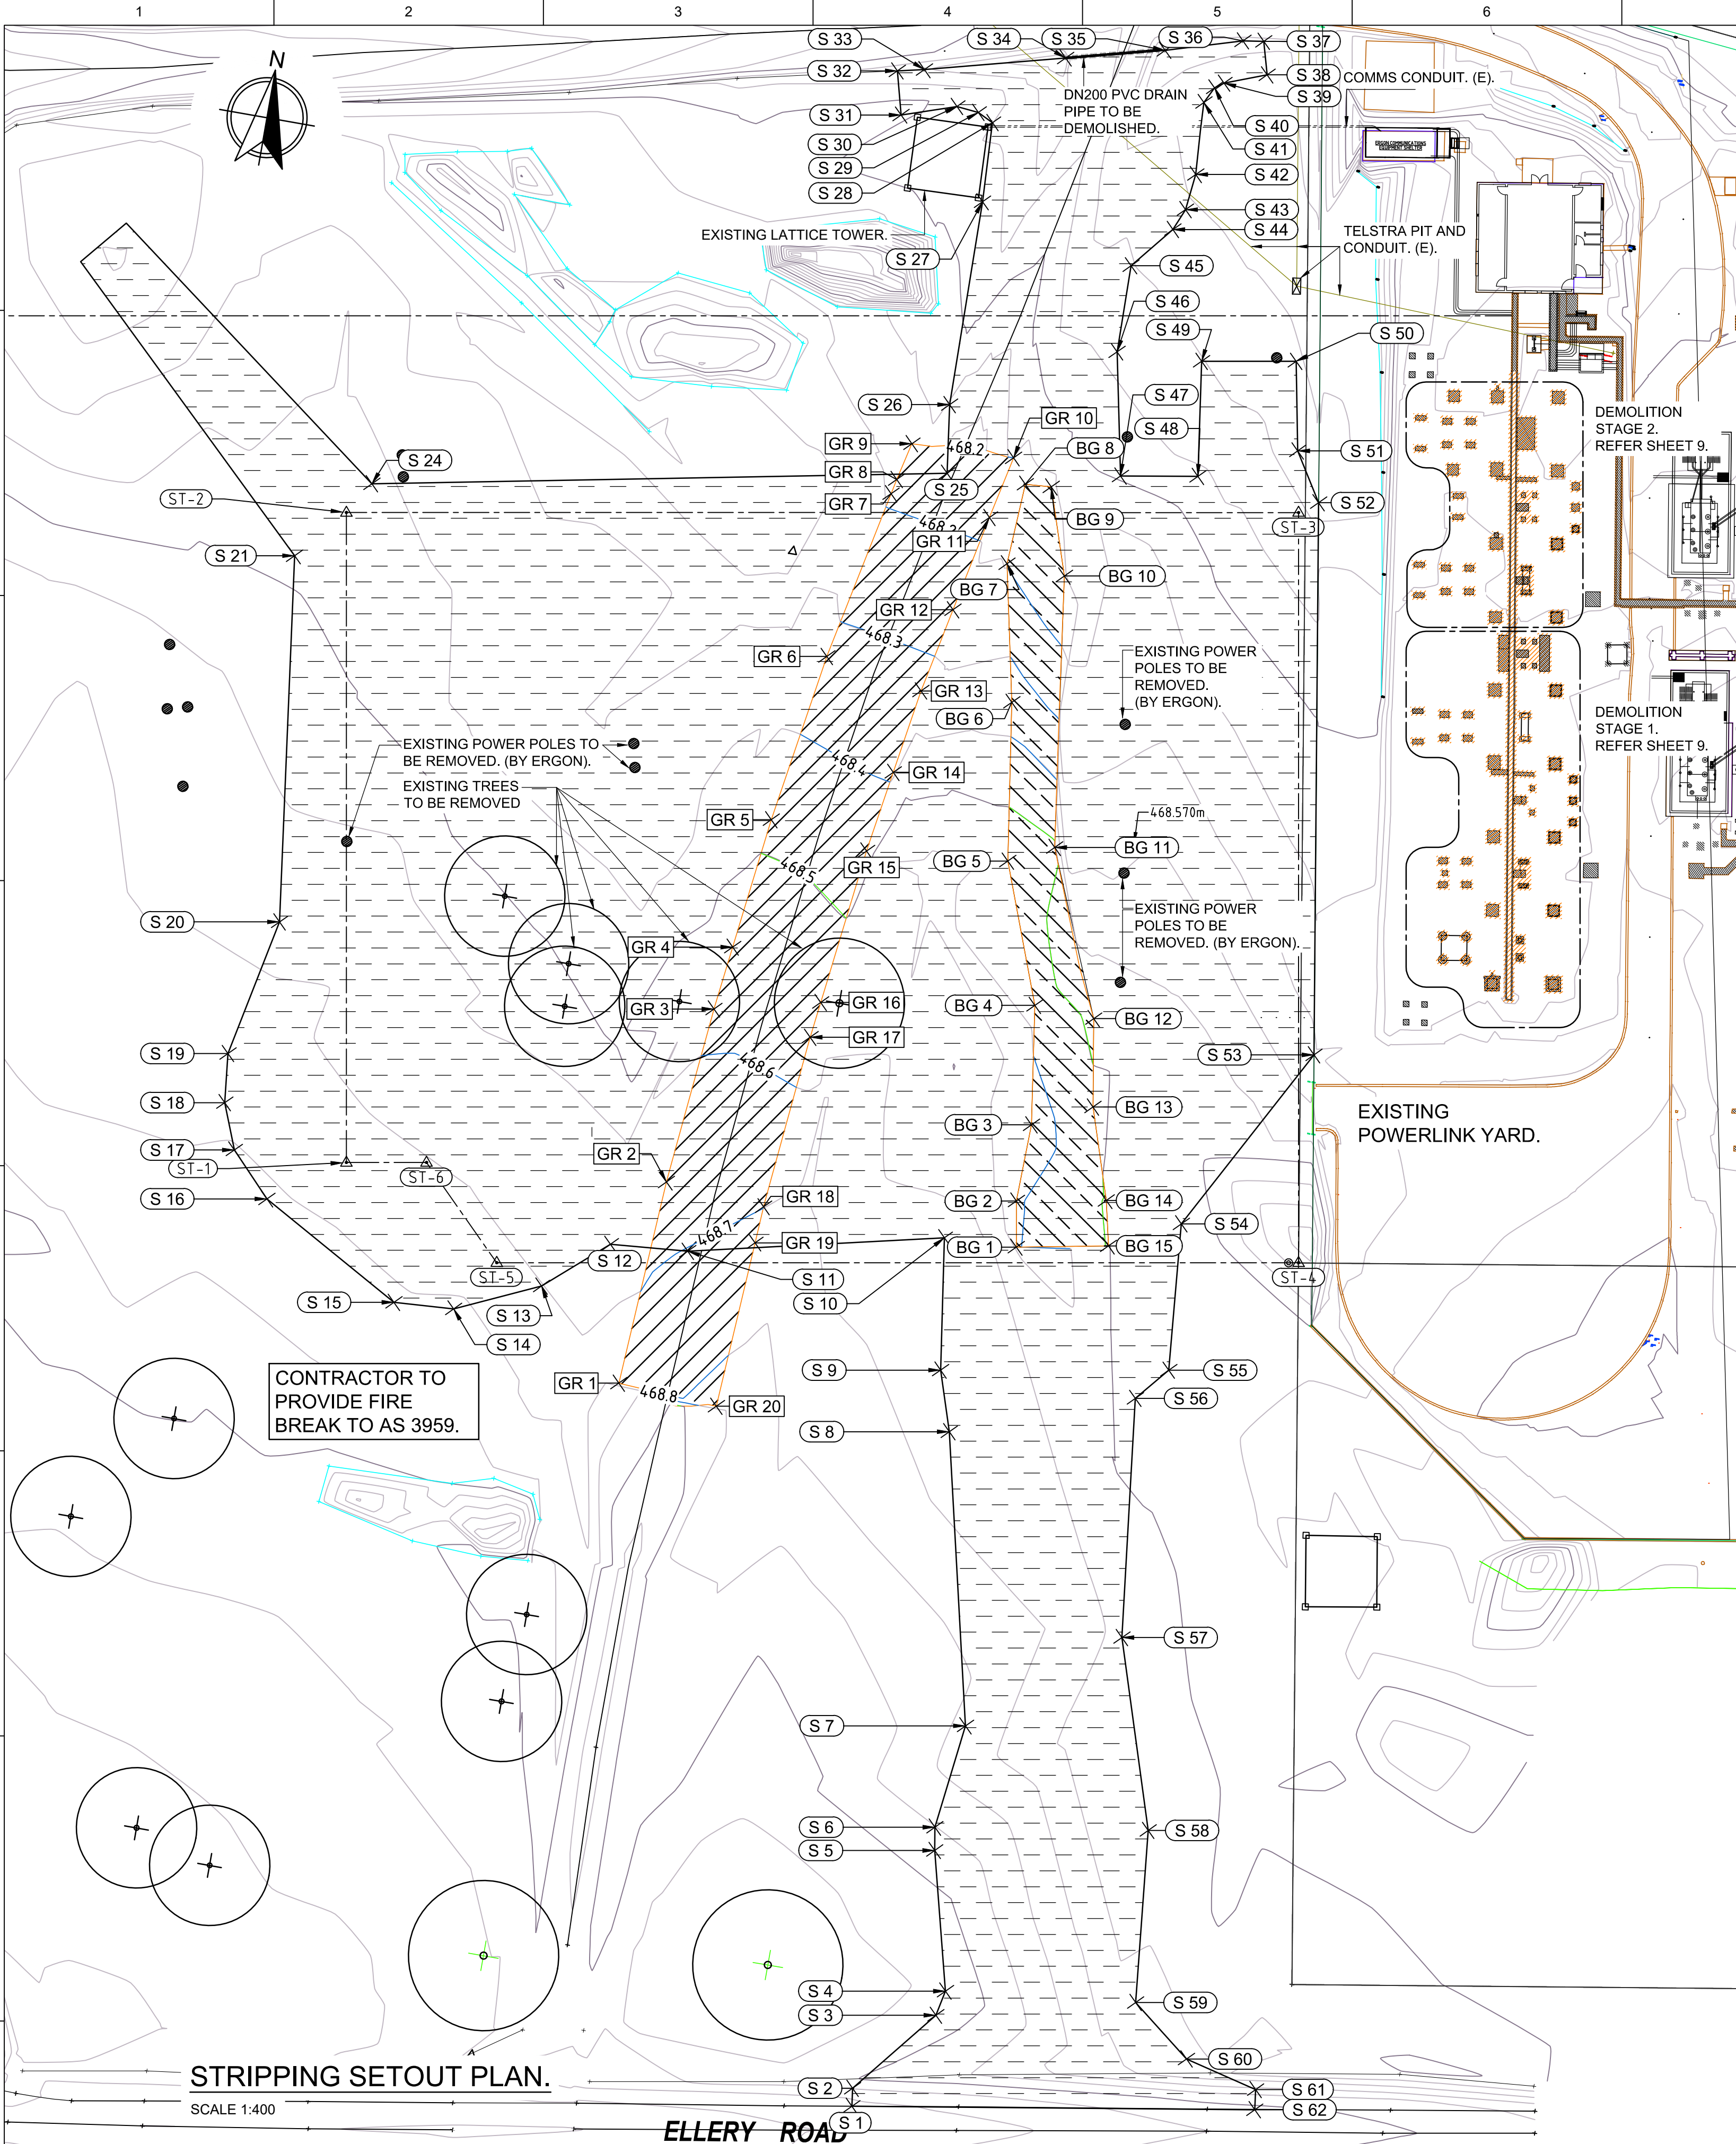 1
2
3
4
5
6
N
S 33
S 34
S 35
S 36
S 37
S 32
S 38
COMMS CONDUIT. (E).
S 39
DN200 PVC DRAIN
PIPE TO BE
DEMOLISHED.
S 31
S 40
S 30
S 41
ERGON COMMUNICATIONS
EQUIPMENT SHELTER
S 29
S 42
S 28
S 43
S 44
EXISTING LATTICE TOWER.
TELSTRA PIT AND
CONDUIT. (E).
S 27
S 45
S 46
S 49
S 50
S 47
S 26
GR 10
S 48
DEMOLITION
STAGE 2.
REFER SHEET 9.
GR 9
468.2
BG 8
S 51
S 24
GR 8
S 25
GR 7
ST-2
S 52
BG 9
ST-3
GR 11
S 21
BG 10
BG 7
GR 12
468.3
GR 6
EXISTING POWER
POLES TO BE
REMOVED.
(BY ERGON).
GR 13
BG 6
DEMOLITION
STAGE 1.
REFER SHEET 9.
EXISTING POWER POLES TO
BE REMOVED. (BY ERGON).
468.4
GR 14
EXISTING TREES
TO BE REMOVED
468.570m
GR 5
BG 11
BG 5
GR 15
468.5
S 20
EXISTING POWER
POLES TO BE
REMOVED. (BY ERGON).
GR 4
GR 3
GR 16
BG 4
BG 12
GR 17
S 19
S 53
468.6
S 18
BG 13
EXISTING
POWERLINK YARD.
BG 3
S 17
GR 2
ST-1
ST-6
S 16
GR 18
BG 2
BG 14
S 54
468.7
GR 19
BG 1
BG 15
S 12
ST-5
S 11
ST-4
S 10
S 15
S 13
S 14
S 9
S 55
CONTRACTOR TO
PROVIDE FIRE
BREAK TO AS 3959.
GR 1
468.8
GR 20
S 56
S 8
S 57
S 7
S 6
S 58
S 5
S 4
S 59
S 3
S 60
STRIPPING SETOUT PLAN.
S 2
S 61
SCALE 1:400
S 62
S 1
ELLERY ROAD